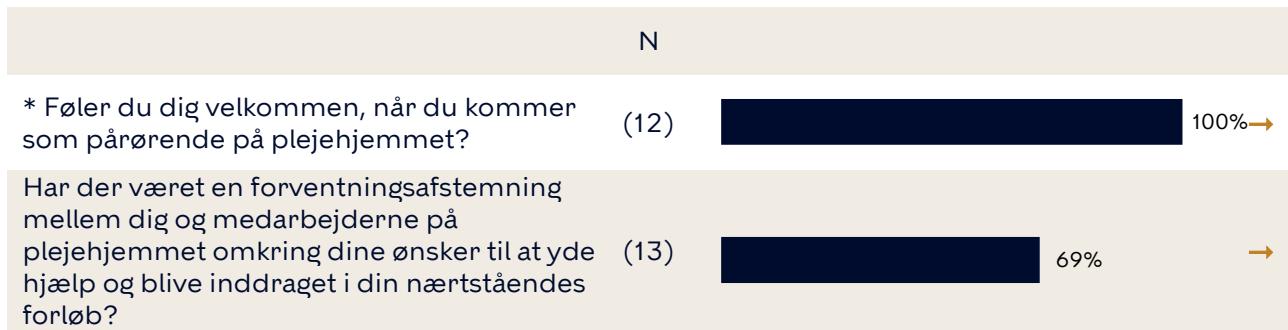 N
* Føler du dig velkommen, når du kommer
som pårørende på plejehjemmet?
(12)
100%→
Har der været en forventningsafstemning
mellem dig og medarbejderne på
plejehjemmet omkring dine ønsker til at yde
hjælp og blive inddraget i din nærtståendes
forløb?
(13)
69%
→